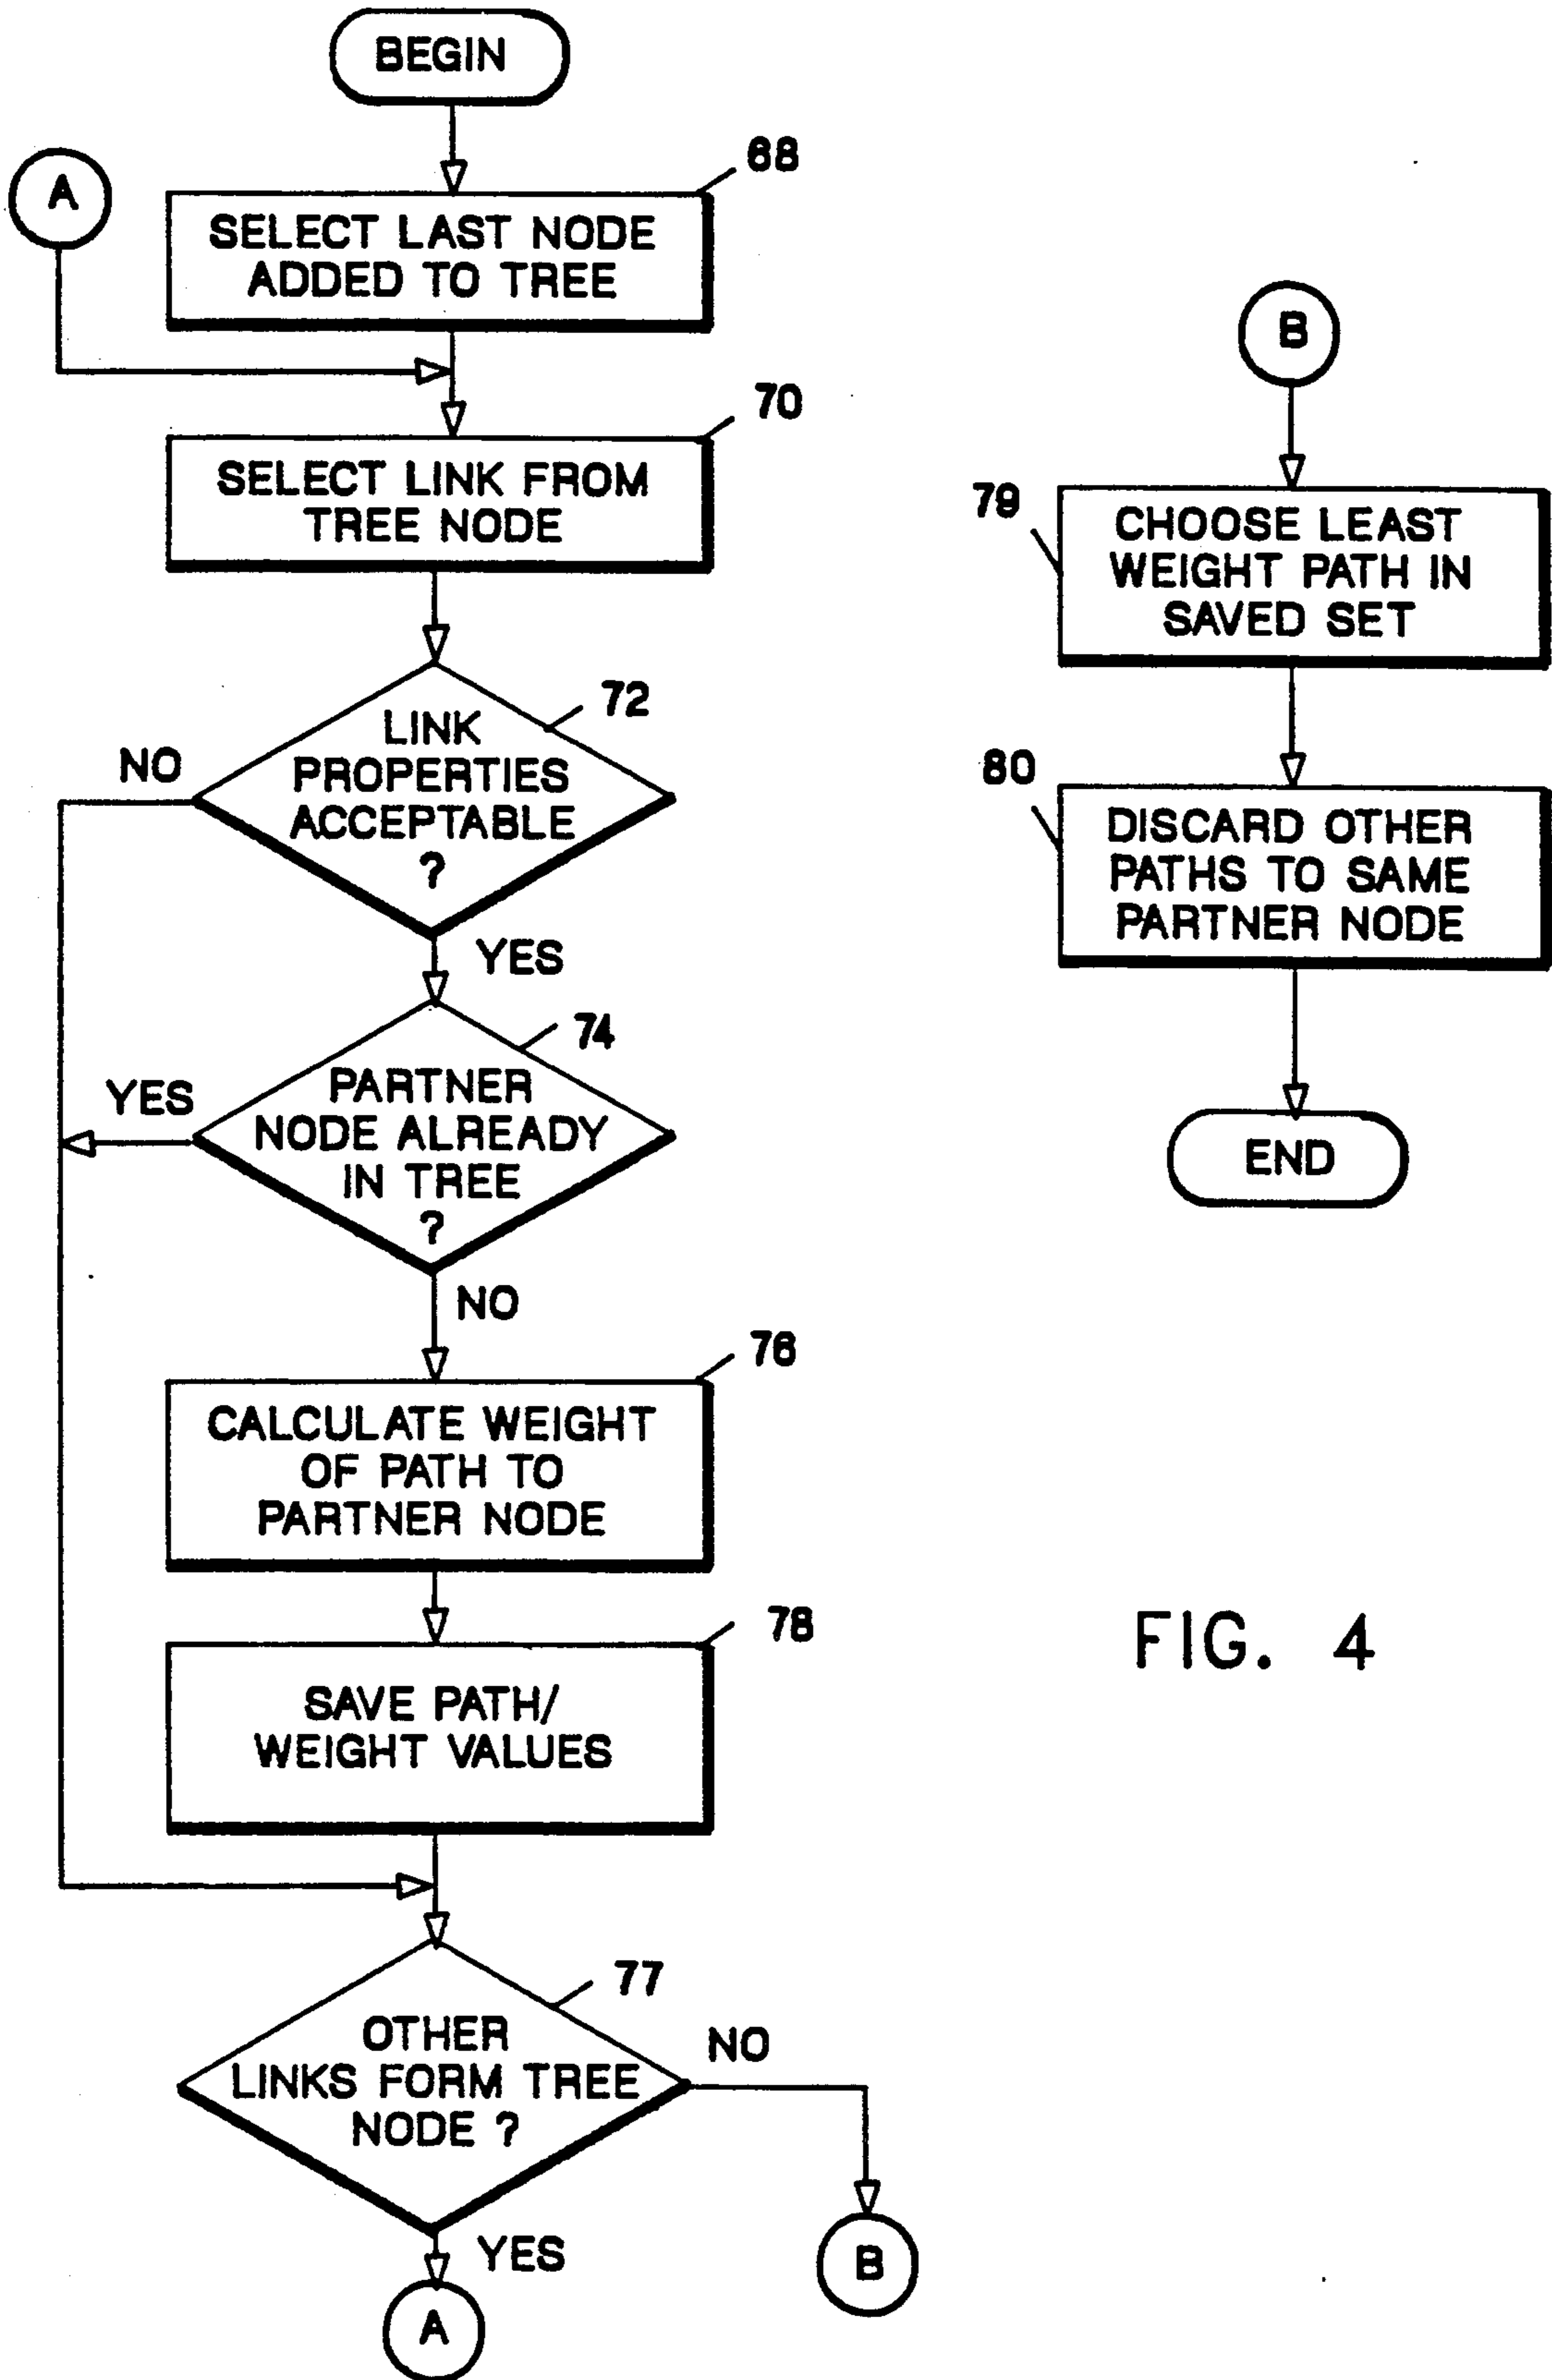 BEGIN
A
68
SELECT LAST NODE
ADDED TO TREE
70
SELECT LINK FROM
TREE NODE
72
LINK
PROPERTIES
ACCEPTABLE
?
NO
YES
74
PARTNER
NODE ALREADY
IN TREE
?
YES
NO
76
CALCULATE WEIGHT
OF PATH TO
PARTNER NODE
78
SAVE PATH/
WEIGHT VALUES
77
OTHER
LINKS FORM TREE
NODE ?
NO
YES
B
A
B
79
CHOOSE LEAST
WEIGHT PATH IN
SAVED SET
80
DISCARD OTHER
PATHS TO SAME
PARTNER NODE
END
FIG. 4